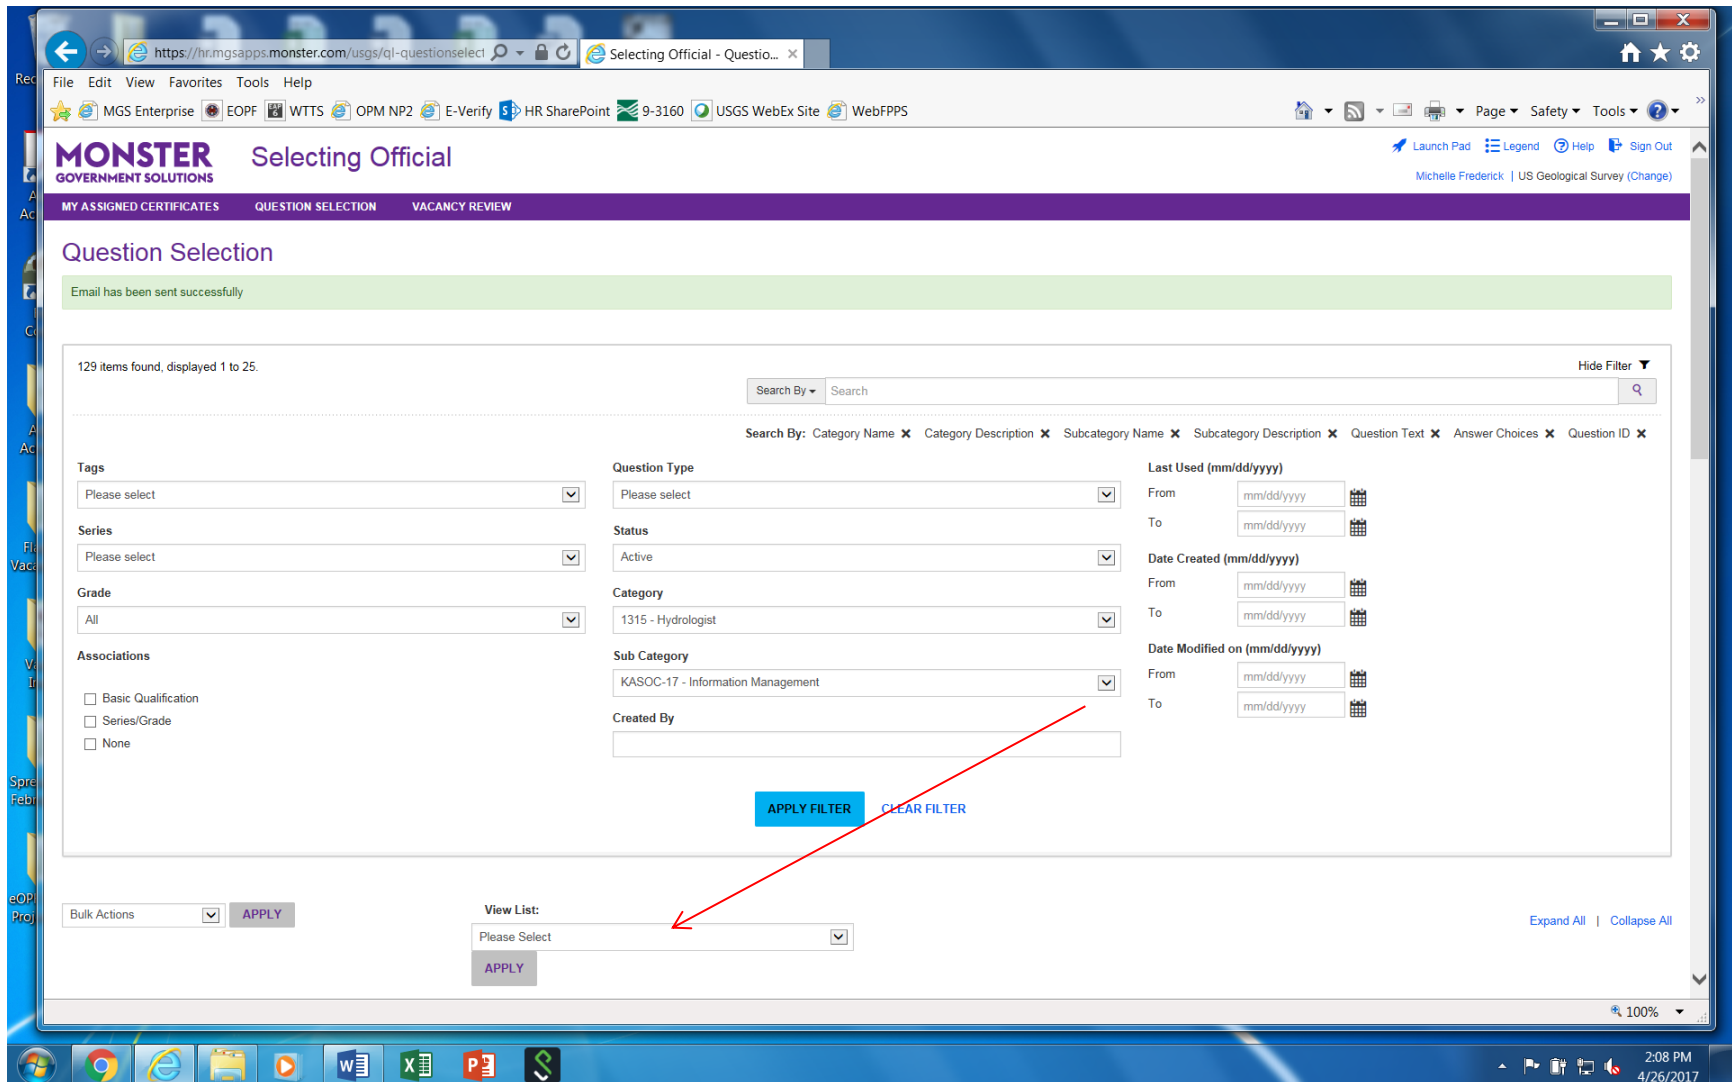 https://hr.mgsapps.monster.com/usgs/ql-questionselect
Selecting Official - Questio...
File Edit View Favorites Tools Help
MGS Enterprise EOPF WTTS OPM NP2 E-Verify HR SharePoint 9-3160 USGS WebEx Site WebFPPS
Page Safety Tools
MONSTER
GOVERNMENT SOLUTIONS
Selecting Official
Launch Pad Legend Help Sign Out
Michelle Frederick | US Geological Survey (Change)
MY ASSIGNED CERTIFICATES QUESTION SELECTION VACANCY REVIEW
Question Selection
Email has been sent successfully
129 items found, displayed 1 to 25.
Hide Filter
Search By Search
Search By: Category Name Category Description Subcategory Name Subcategory Description Question Text Answer Choices Question ID
Tags
Please select
Series
Please select
Grade
All
Associations
Basic Qualification
Series/Grade
None
Question Type
Please select
Status
Active
Category
1315 - Hydrologist
Sub Category
KASOC-17 - Information Management
Created By
Last Used (mm/dd/yyyy)
From mm/dd/yyyy
To mm/dd/yyyy
Date Created (mm/dd/yyyy)
From mm/dd/yyyy
To mm/dd/yyyy
Date Modified on (mm/dd/yyyy)
From mm/dd/yyyy
To mm/dd/yyyy
APPLY FILTER CLEAR FILTER
Bulk Actions APPLY
View List:
Please Select
APPLY
Expand All | Collapse All
100%
2:08 PM
4/26/2017